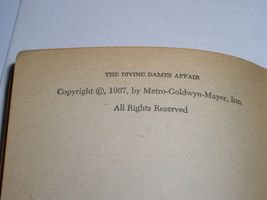 THE DIVING DAMES AFFAIR
Copyright ©, 1967, by Metro-Goldwyn-Mayer, Inc.
All Rights Reserved